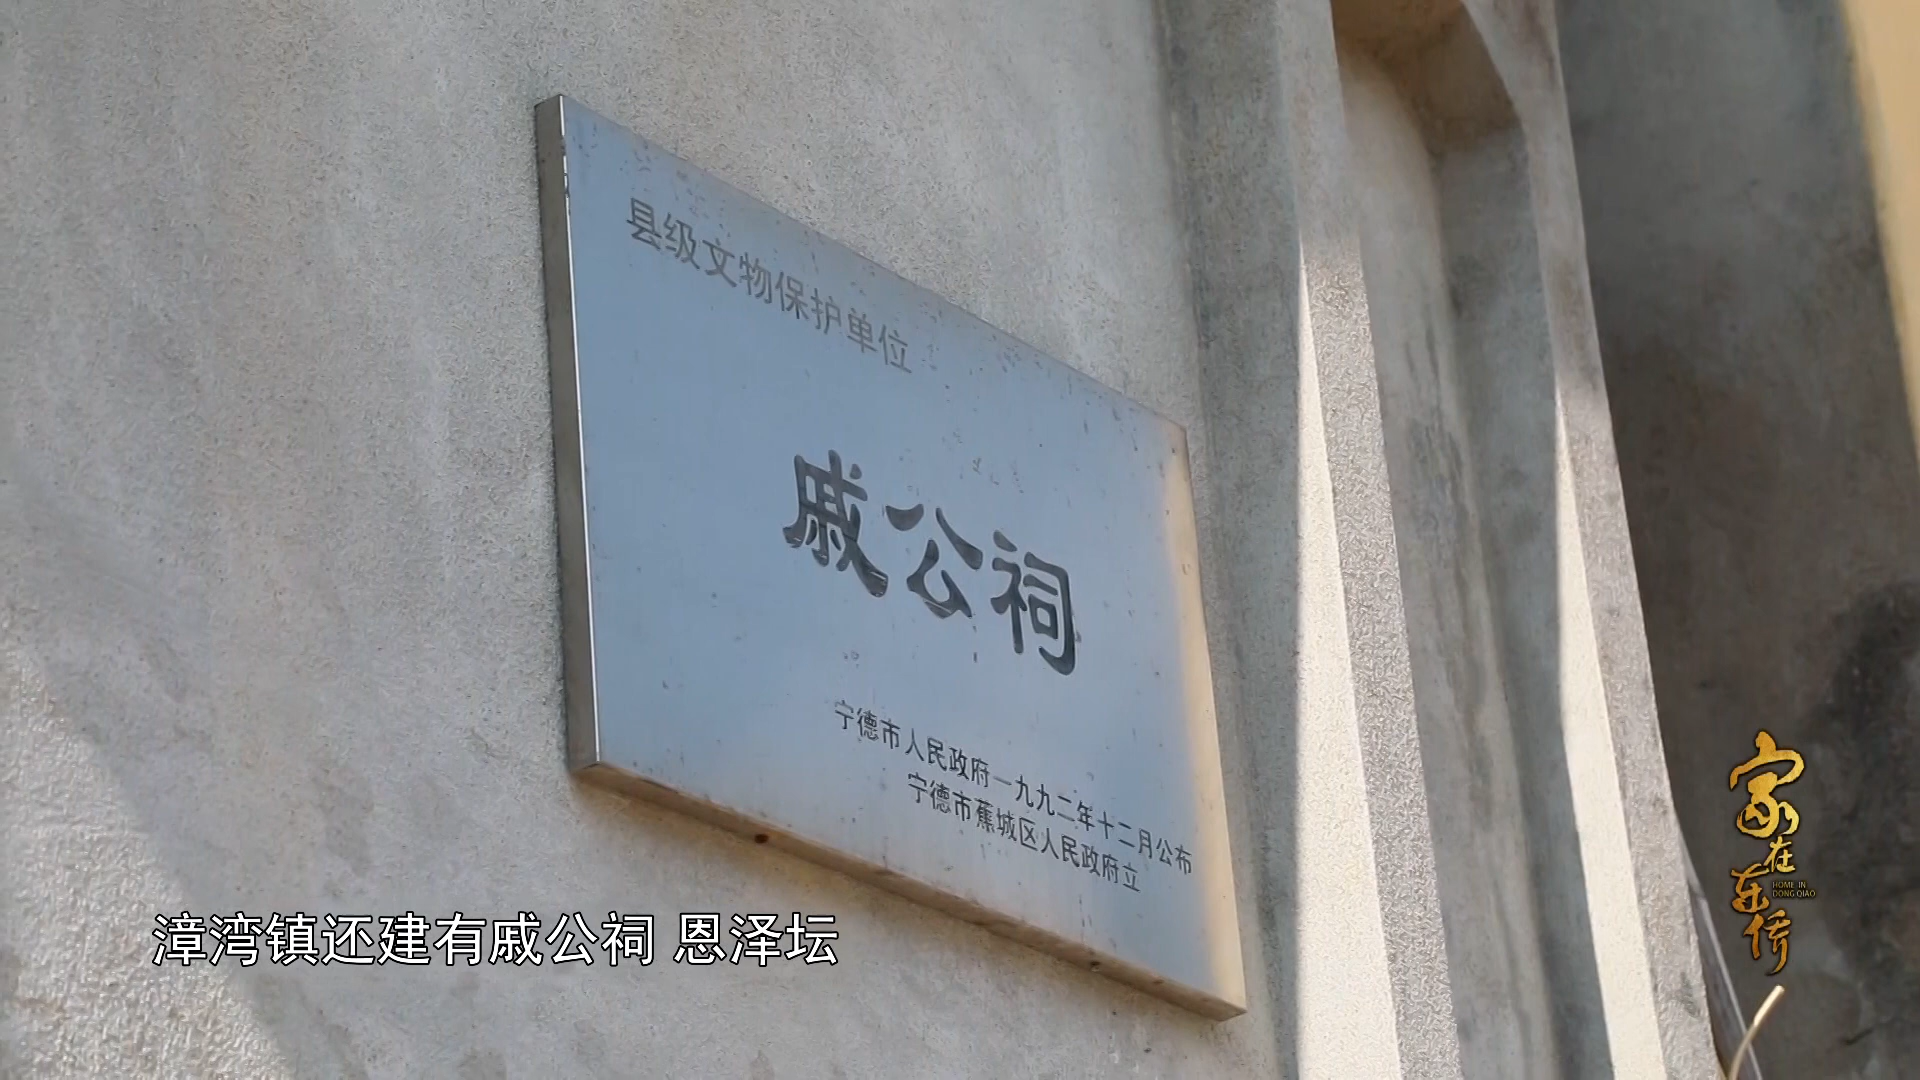 县级文物保护单位
戚公祠
宁德市人民政府一九九二年十二月公布
宁德市蕉城区人民政府立
漳湾镇还建有戚公祠 恩泽坛
家在东侨
HOME IN
DONG QIAO